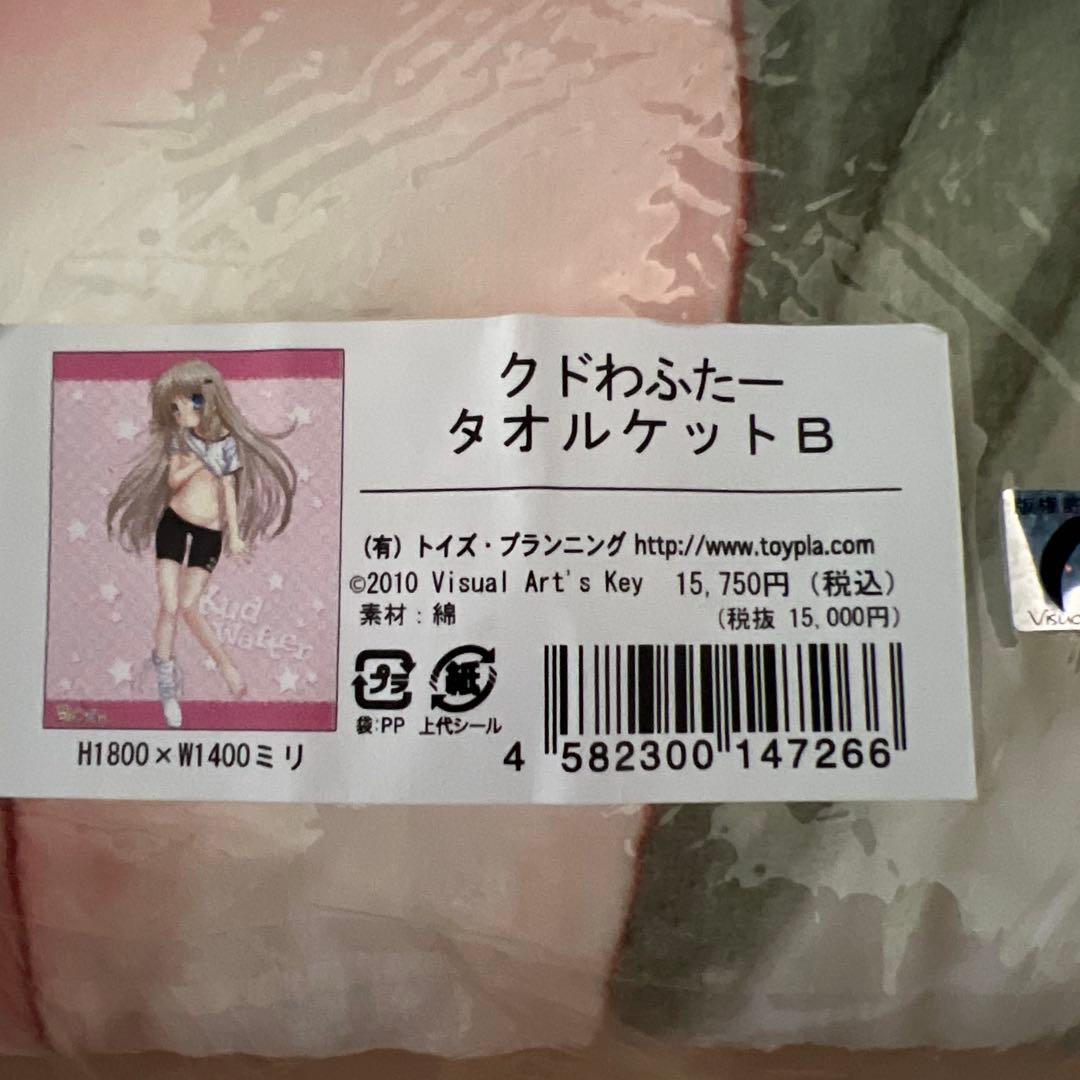 クドわふたー
タオルケットB
(有) トイズ・プランニング http://www.toypla.com
©2010 Visual Art's Key 15,750円 (税込)
素材：綿 (税抜 15,000円)
Kud
Wafter
プラ
紙
袋:PP 上代シール
H1800×W1400ミリ
4 582300 147266
版権